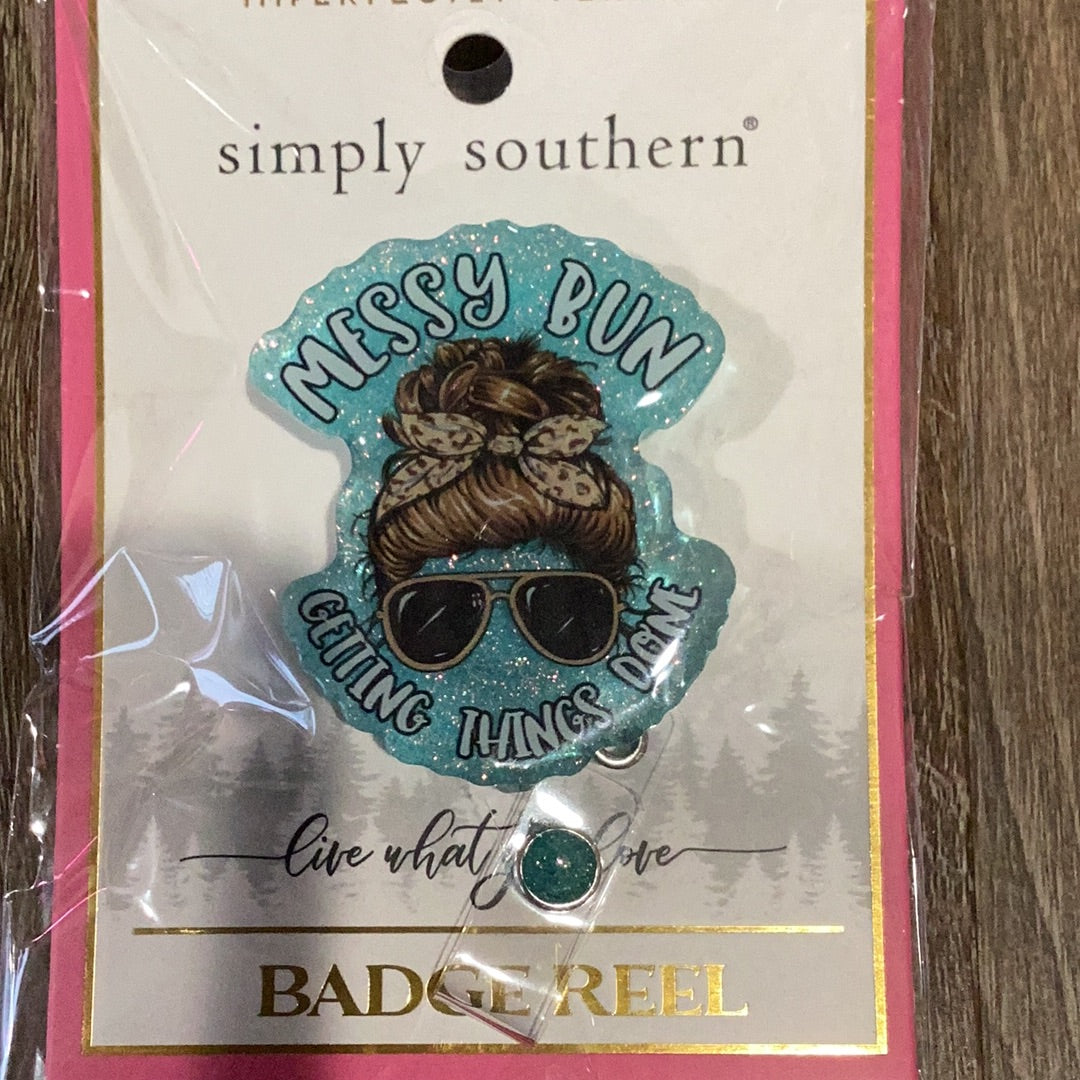 simply southern®
MESSY BUN
GETTING THINGS DONE
live what love
BADGE REEL